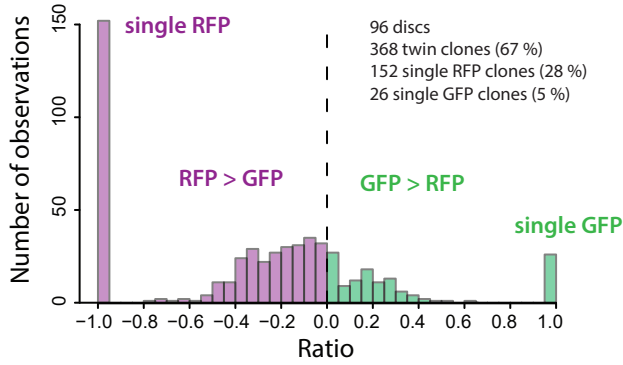 single RFP
96 discs
368 twin clones (67 %)
152 single RFP clones (28 %)
26 single GFP clones (5 %)
RFP > GFP
GFP > RFP
single GFP
Number of observations
150
100
50
0
−1.0 −0.8 −0.6 −0.4 −0.2 0.0 0.2 0.4 0.6 0.8 1.0
Ratio